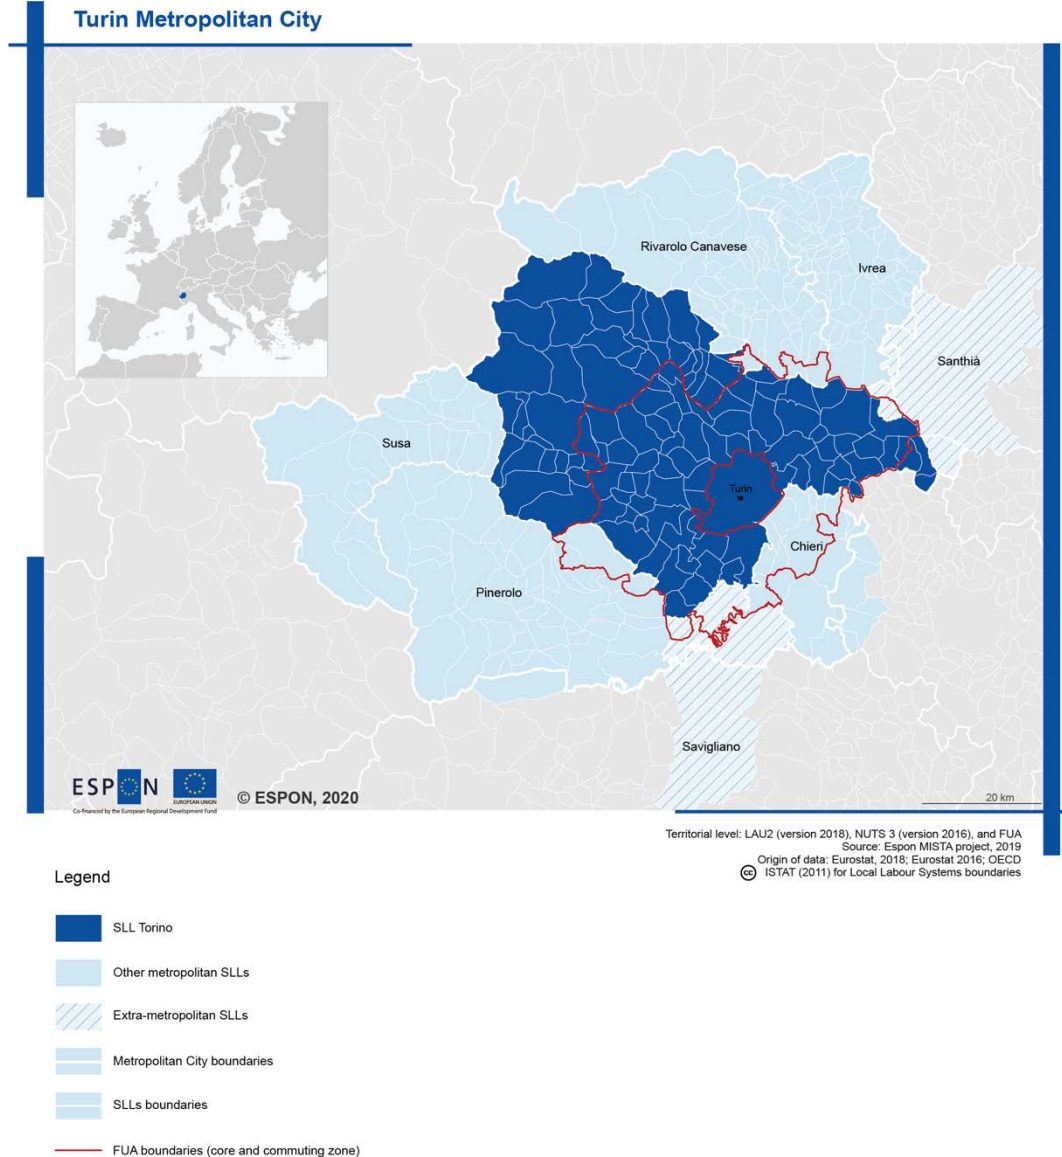 Turin Metropolitan City
Rivarolo Canavese
Ivrea
Santhià
Susa
Turin
Chieri
Pinerolo
Savigliano
ESPON
EUROPEAN UNION
Co-financed by the European Regional Development Fund
© ESPON, 2020
20 km
Territorial level: LAU2 (version 2018), NUTS 3 (version 2016), and FUA
Source: Espon MISTA project, 2019
Origin of data: Eurostat, 2018; Eurostat 2016; OECD
cc ISTAT (2011) for Local Labour Systems boundaries
Legend
SLL Torino
Other metropolitan SLLs
Extra-metropolitan SLLs
Metropolitan City boundaries
SLLs boundaries
FUA boundaries (core and commuting zone)